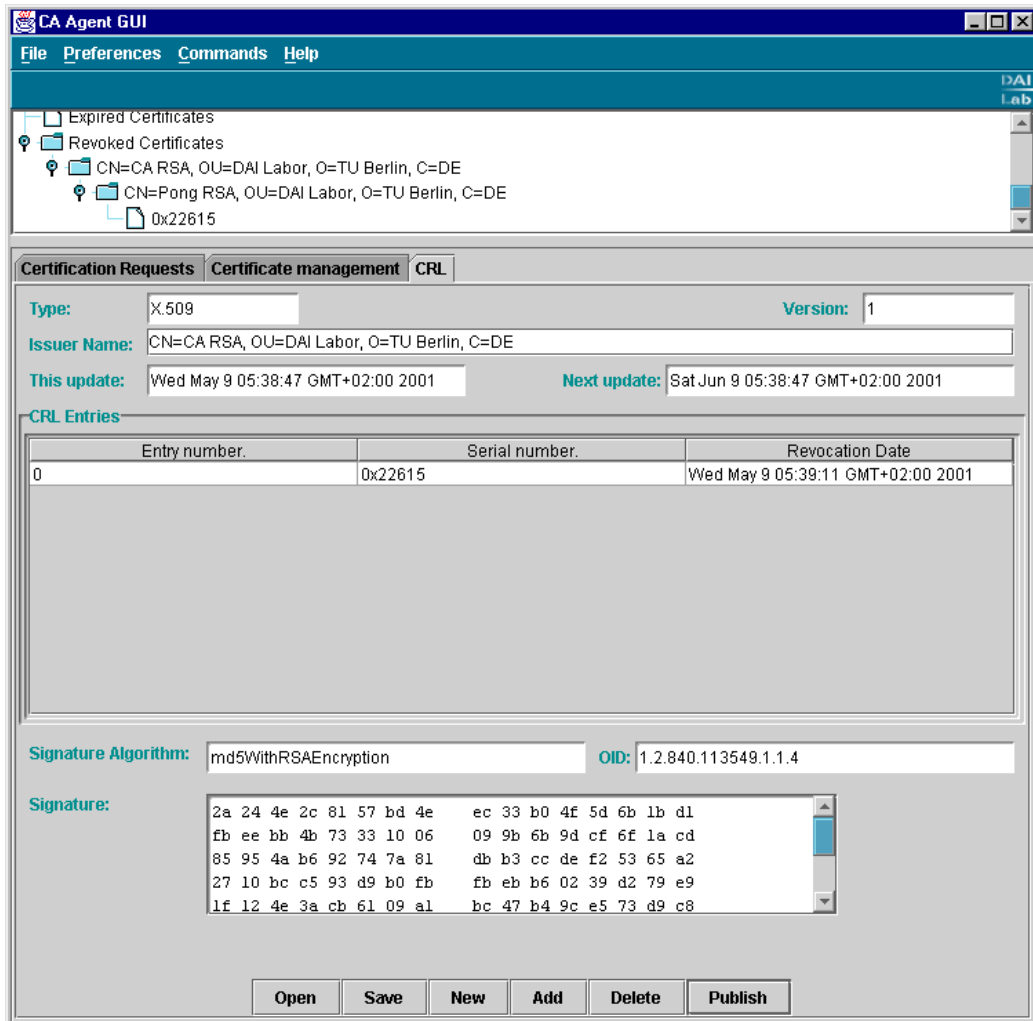 CA Agent GUI
File Preferences Commands Help
DAI
Lab
Expired Certificates
Revoked Certificates
CN=CA RSA, OU=DAI Labor, O=TU Berlin, C=DE
CN=Pong RSA, OU=DAI Labor, O=TU Berlin, C=DE
0x22615
Certification Requests Certificate management CRL
Type: X.509 Version: 1
Issuer Name: CN=CA RSA, OU=DAI Labor, O=TU Berlin, C=DE
This update: Wed May 9 05:38:47 GMT+02:00 2001 Next update: Sat Jun 9 05:38:47 GMT+02:00 2001
CRL Entries
Entry number. Serial number. Revocation Date
0 0x22615 Wed May 9 05:39:11 GMT+02:00 2001
Signature Algorithm: md5WithRSAEncryption OID: 1.2.840.113549.1.1.4
Signature: 2a 24 4e 2c 81 57 bd 4e ec 33 b0 4f 5d 6b 1b d1
fb ee bb 4b 73 33 10 06 09 9b 6b 9d cf 6f 1a cd
85 95 4a b6 92 74 7a 81 db b3 cc de f2 53 65 a2
27 10 bc c5 93 d9 b0 fb fb eb b6 02 39 d2 79 e9
1f 12 4e 3a cb 61 09 a1 bc 47 b4 9c e5 73 d9 c8
Open Save New Add Delete Publish